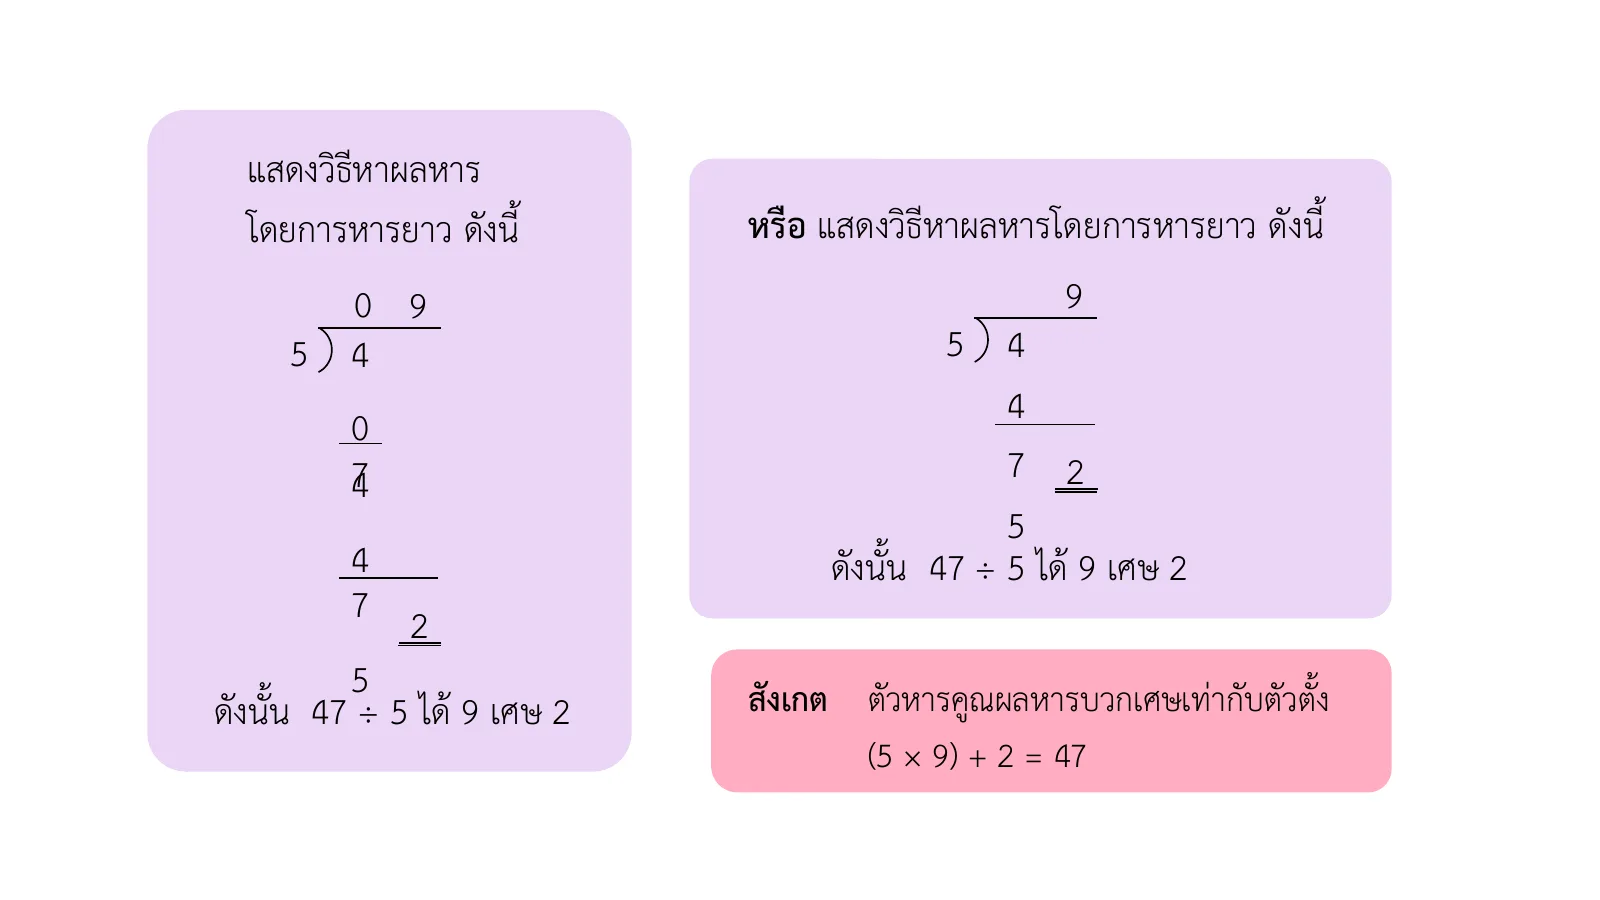 แสดงวิธีหาผลหาร
โดยการหารยาว ดังนี้
0 9
5 ) 4
0
7
4
4
7
2
5
ดังนั้น 47 ÷ 5 ได้ 9 เศษ 2
หรือ แสดงวิธีหาผลหารโดยการหารยาว ดังนี้
9
5 ) 4
4
7
2
5
ดังนั้น 47 ÷ 5 ได้ 9 เศษ 2
สังเกต ตัวหารคูณผลหารบวกเศษเท่ากับตัวตั้ง
(5 × 9) + 2 = 47